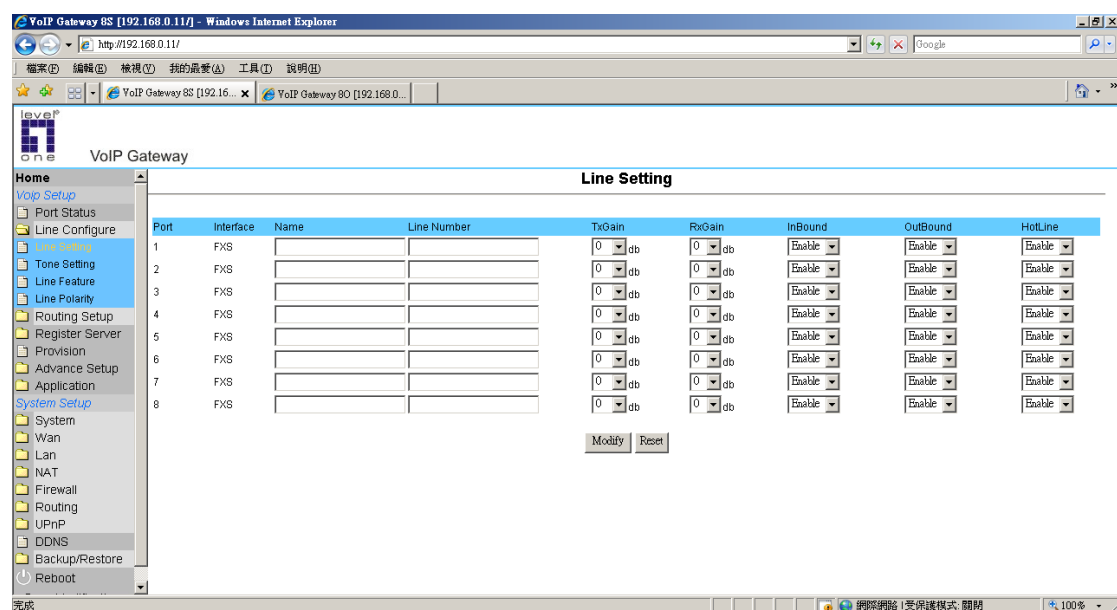 VoIP Gateway 8S [192.168.0.11/] - Windows Internet Explorer
http://192.168.0.11/
Google
檔案(F) 編輯(E) 檢視(V) 我的最愛(A) 工具(T) 說明(H)
VoIP Gateway 8S [192.16... VoIP Gateway 8O [192.168.0...
level
one
VoIP Gateway
Home
Voip Setup
Port Status
Line Configure
Line Setting
Tone Setting
Line Feature
Line Polarity
Routing Setup
Register Server
Provision
Advance Setup
Application
System Setup
System
Wan
Lan
NAT
Firewall
Routing
UPnP
DDNS
Backup/Restore
Reboot
Line Setting
Port Interface Name Line Number TxGain RxGain InBound OutBound HotLine
1 FXS 0 db 0 db Enable Enable Enable
2 FXS 0 db 0 db Enable Enable Enable
3 FXS 0 db 0 db Enable Enable Enable
4 FXS 0 db 0 db Enable Enable Enable
5 FXS 0 db 0 db Enable Enable Enable
6 FXS 0 db 0 db Enable Enable Enable
7 FXS 0 db 0 db Enable Enable Enable
8 FXS 0 db 0 db Enable Enable Enable
Modify Reset
完成
網際網路 | 受保護模式: 關閉
100%